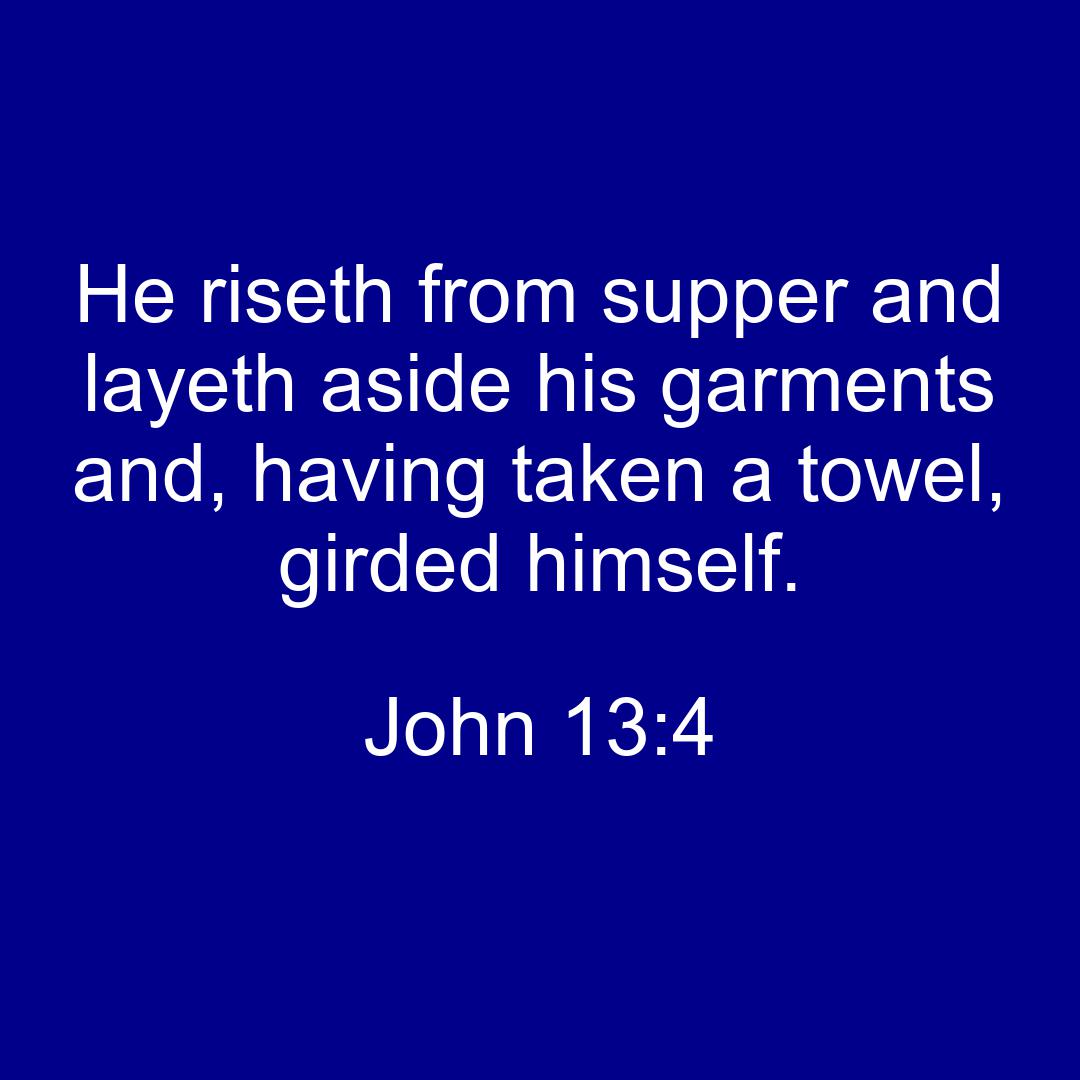 He riseth from supper and
layeth aside his garments
and, having taken a towel,
girded himself.
John 13:4